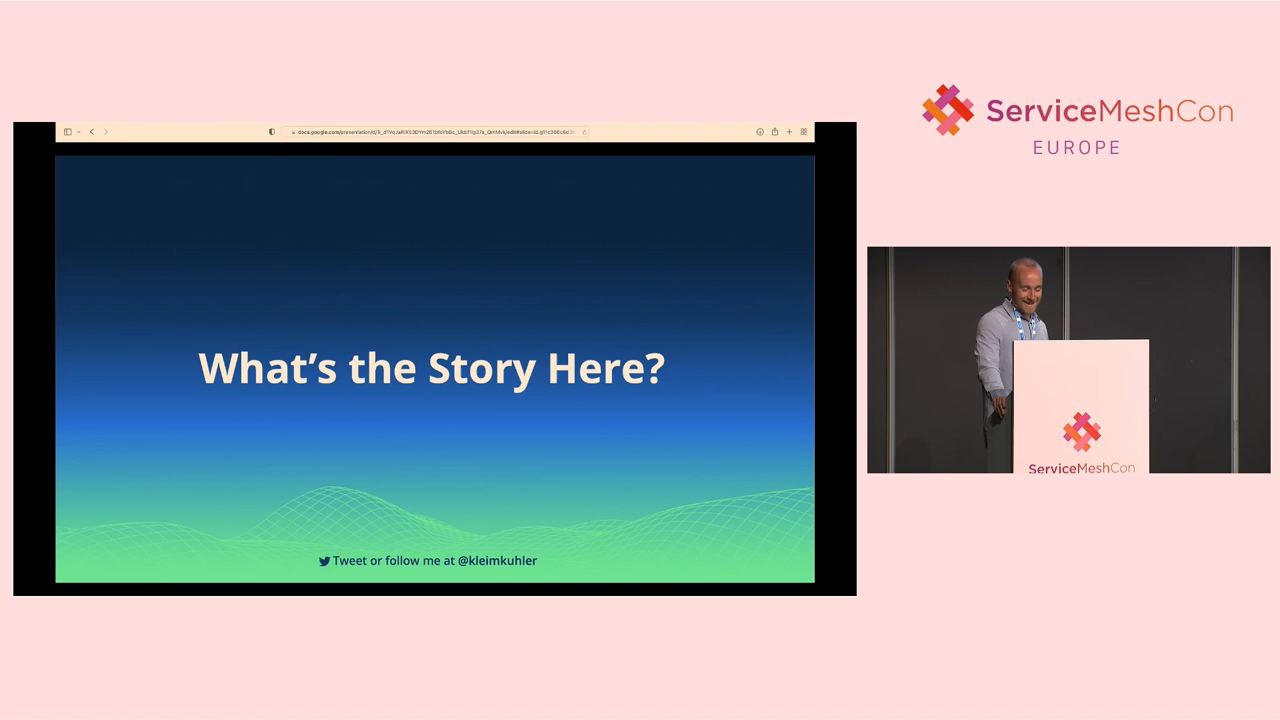 ServiceMeshCon
EUROPE
What's the Story Here?
Tweet or follow me at @kleimkuhler
ServiceMeshCon